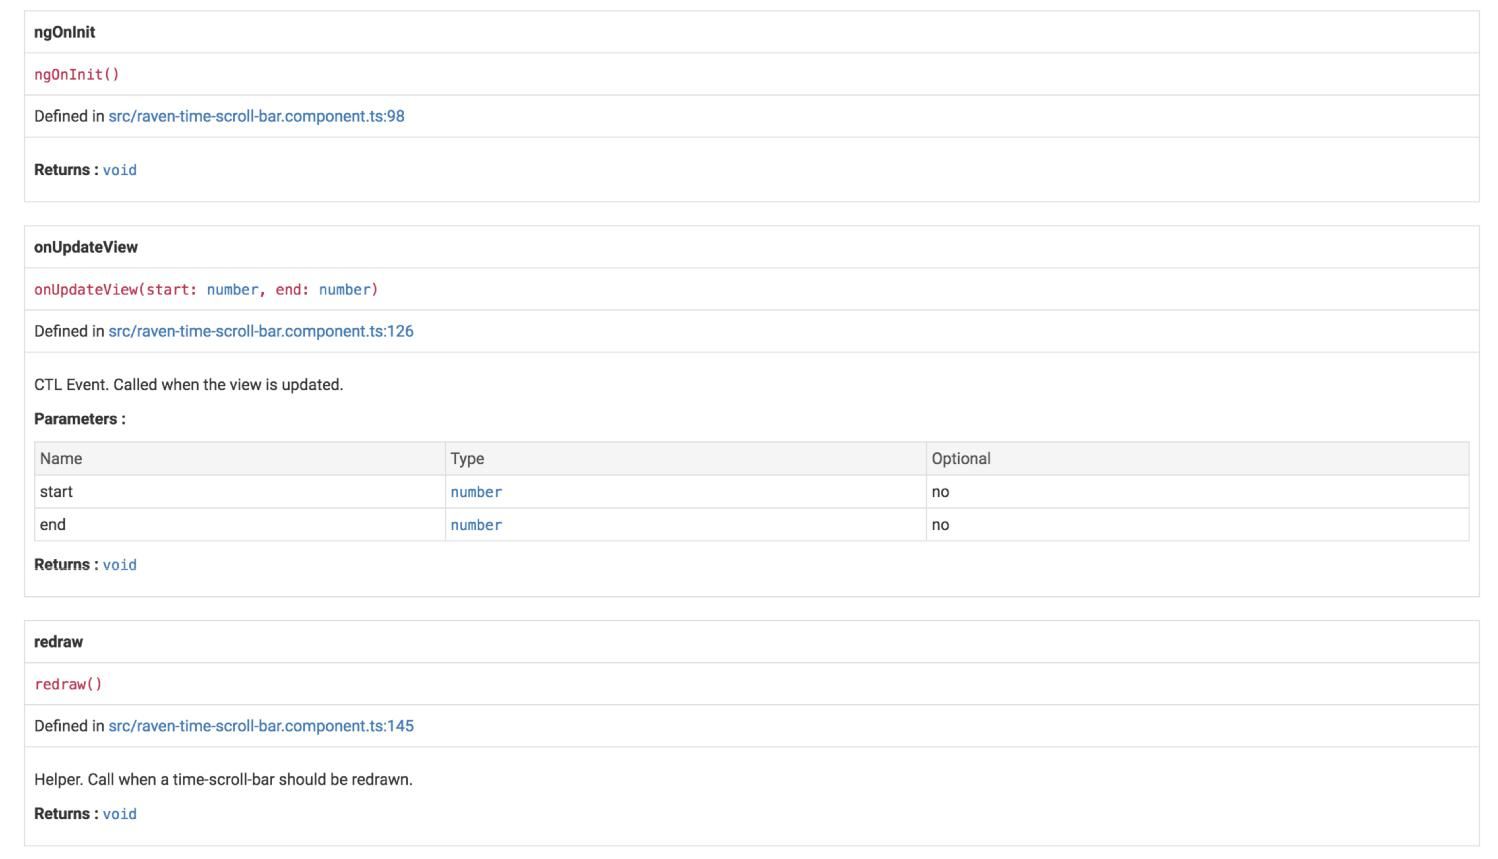 ngOnInit
ngOnInit()
Defined in src/raven-time-scroll-bar.component.ts:98
Returns : void
onUpdateView
onUpdateView(start: number, end: number)
Defined in src/raven-time-scroll-bar.component.ts:126
CTL Event. Called when the view is updated.
Parameters :
Name Type Optional
start number no
end number no
Returns : void
redraw
redraw()
Defined in src/raven-time-scroll-bar.component.ts:145
Helper. Call when a time-scroll-bar should be redrawn.
Returns : void